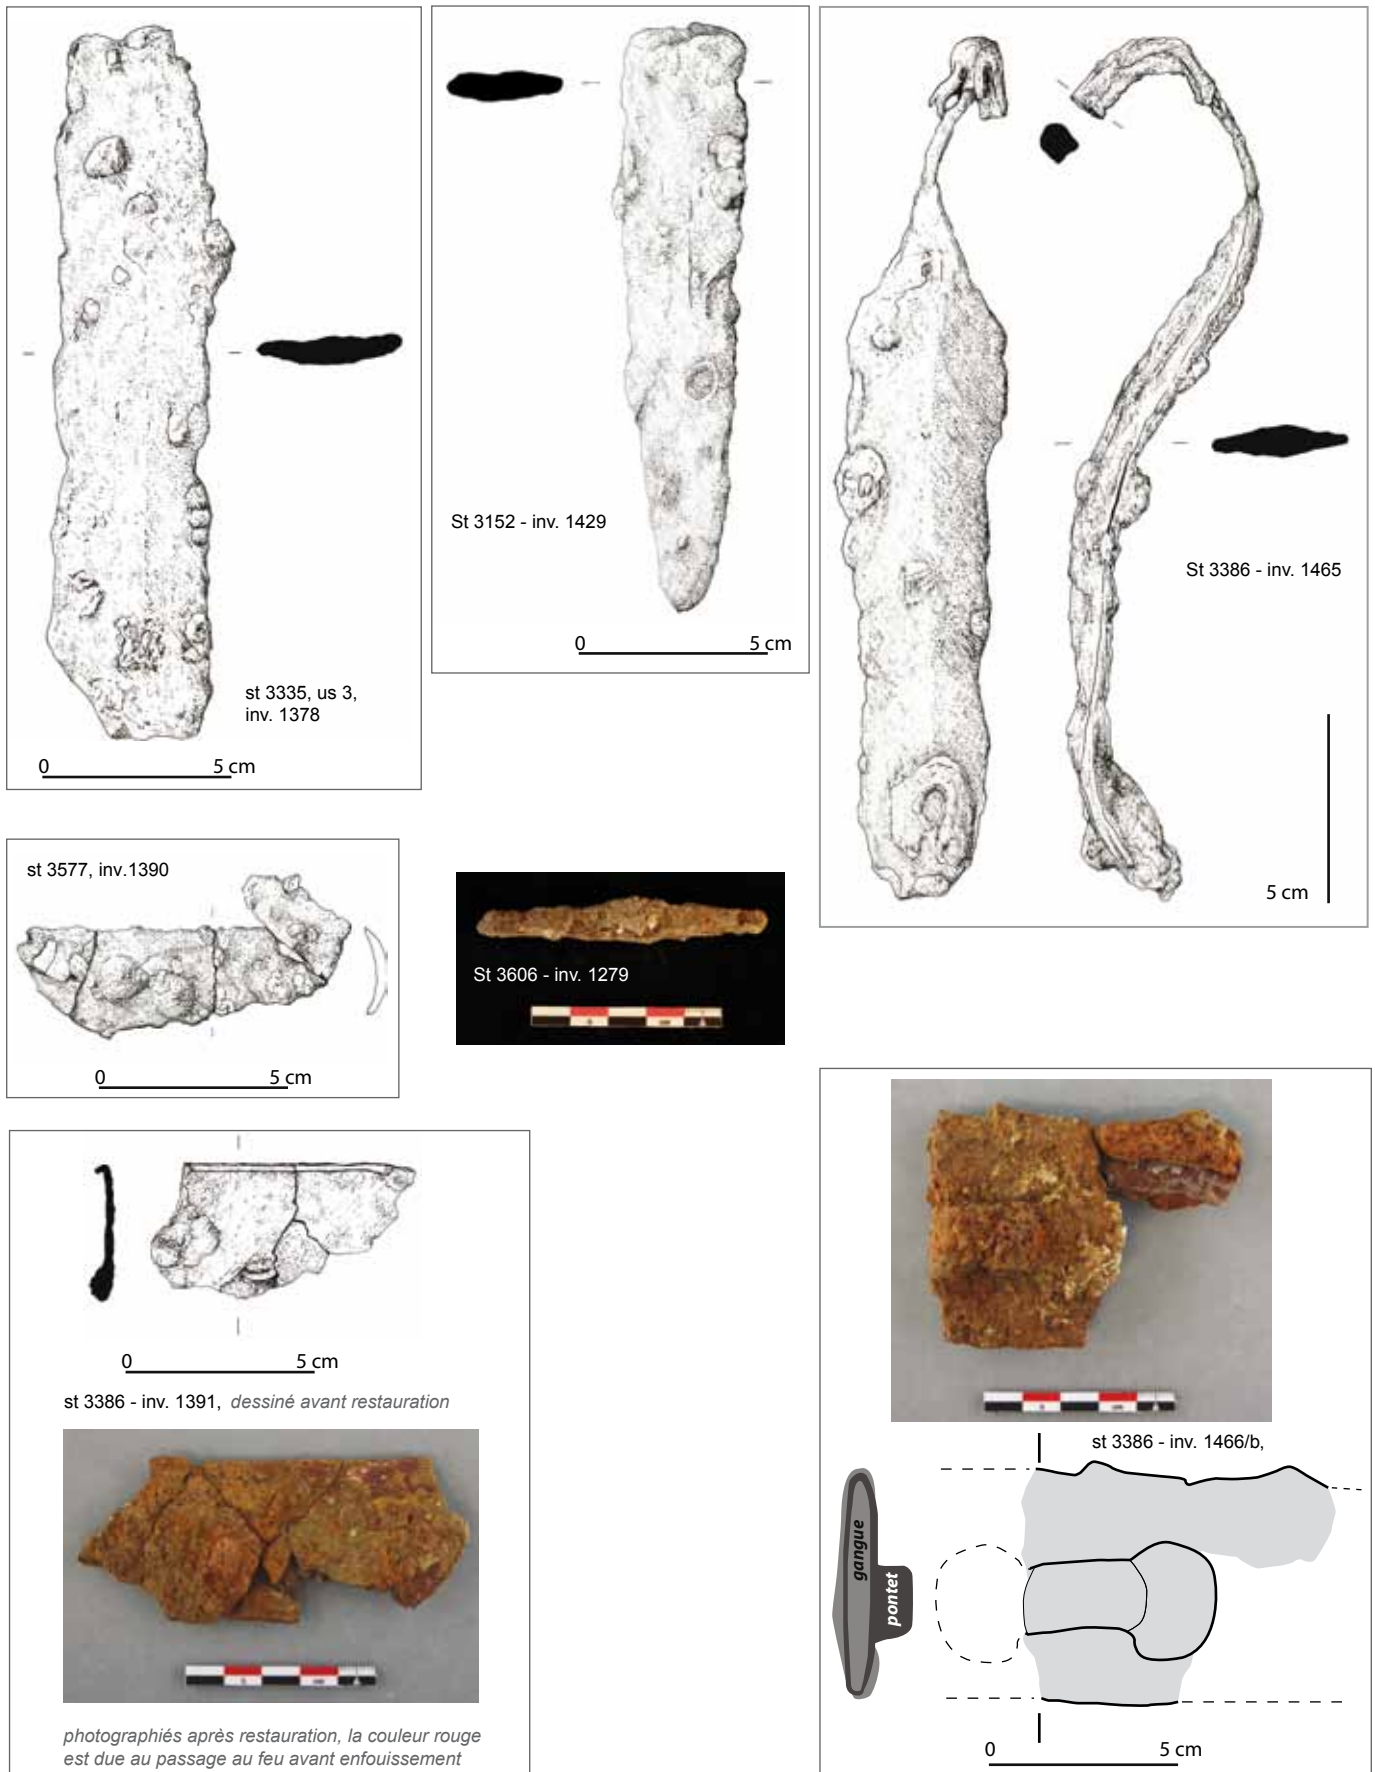 st 3335, us 3,
inv. 1378
0 5 cm
St 3152 - inv. 1429
0 5 cm
St 3386 - inv. 1465
5 cm
st 3577, inv.1390
0 5 cm
St 3606 - inv. 1279
0 5 cm
st 3386 - inv. 1391, dessiné avant restauration
photographiés après restauration, la couleur rouge
est due au passage au feu avant enfouissement
st 3386 - inv. 1466/b,
gangue
pontet
0 5 cm